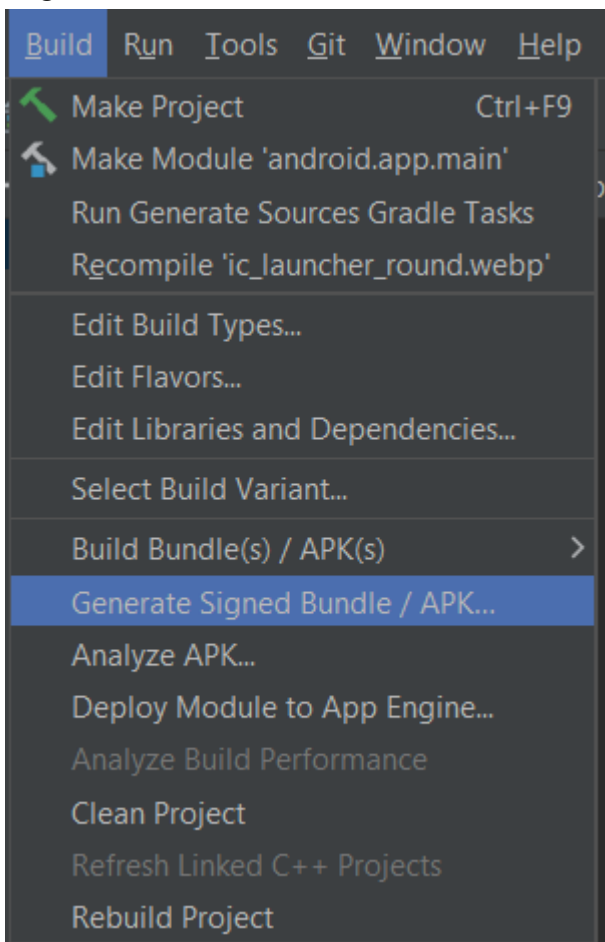 Build Run Tools Git Window Help
Make Project Ctrl+F9
Make Module 'android.app.main'
Run Generate Sources Gradle Tasks
Recompile 'ic_launcher_round.webp'
Edit Build Types...
Edit Flavors...
Edit Libraries and Dependencies...
Select Build Variant...
Build Bundle(s) / APK(s)
Generate Signed Bundle / APK...
Analyze APK...
Deploy Module to App Engine...
Analyze Build Performance
Clean Project
Refresh Linked C++ Projects
Rebuild Project